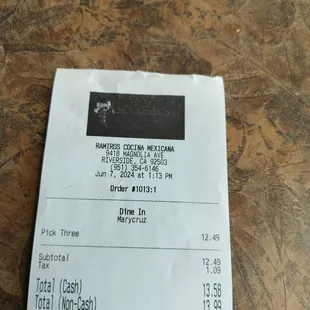 RAMIROS COCINA MEXICANA
9418 MAGNOLIA AVE
RIVERSIDE, CA 92503
(951) 354-6146
Jun 7, 2024 at 1:13 PM
Order #1013:1
Dine In
Marycruz
Pick Three 12.49
Subtotal 12.49
Tax 1.09
Total (Cash) 13.58
Total (Non-Cash) 13.99